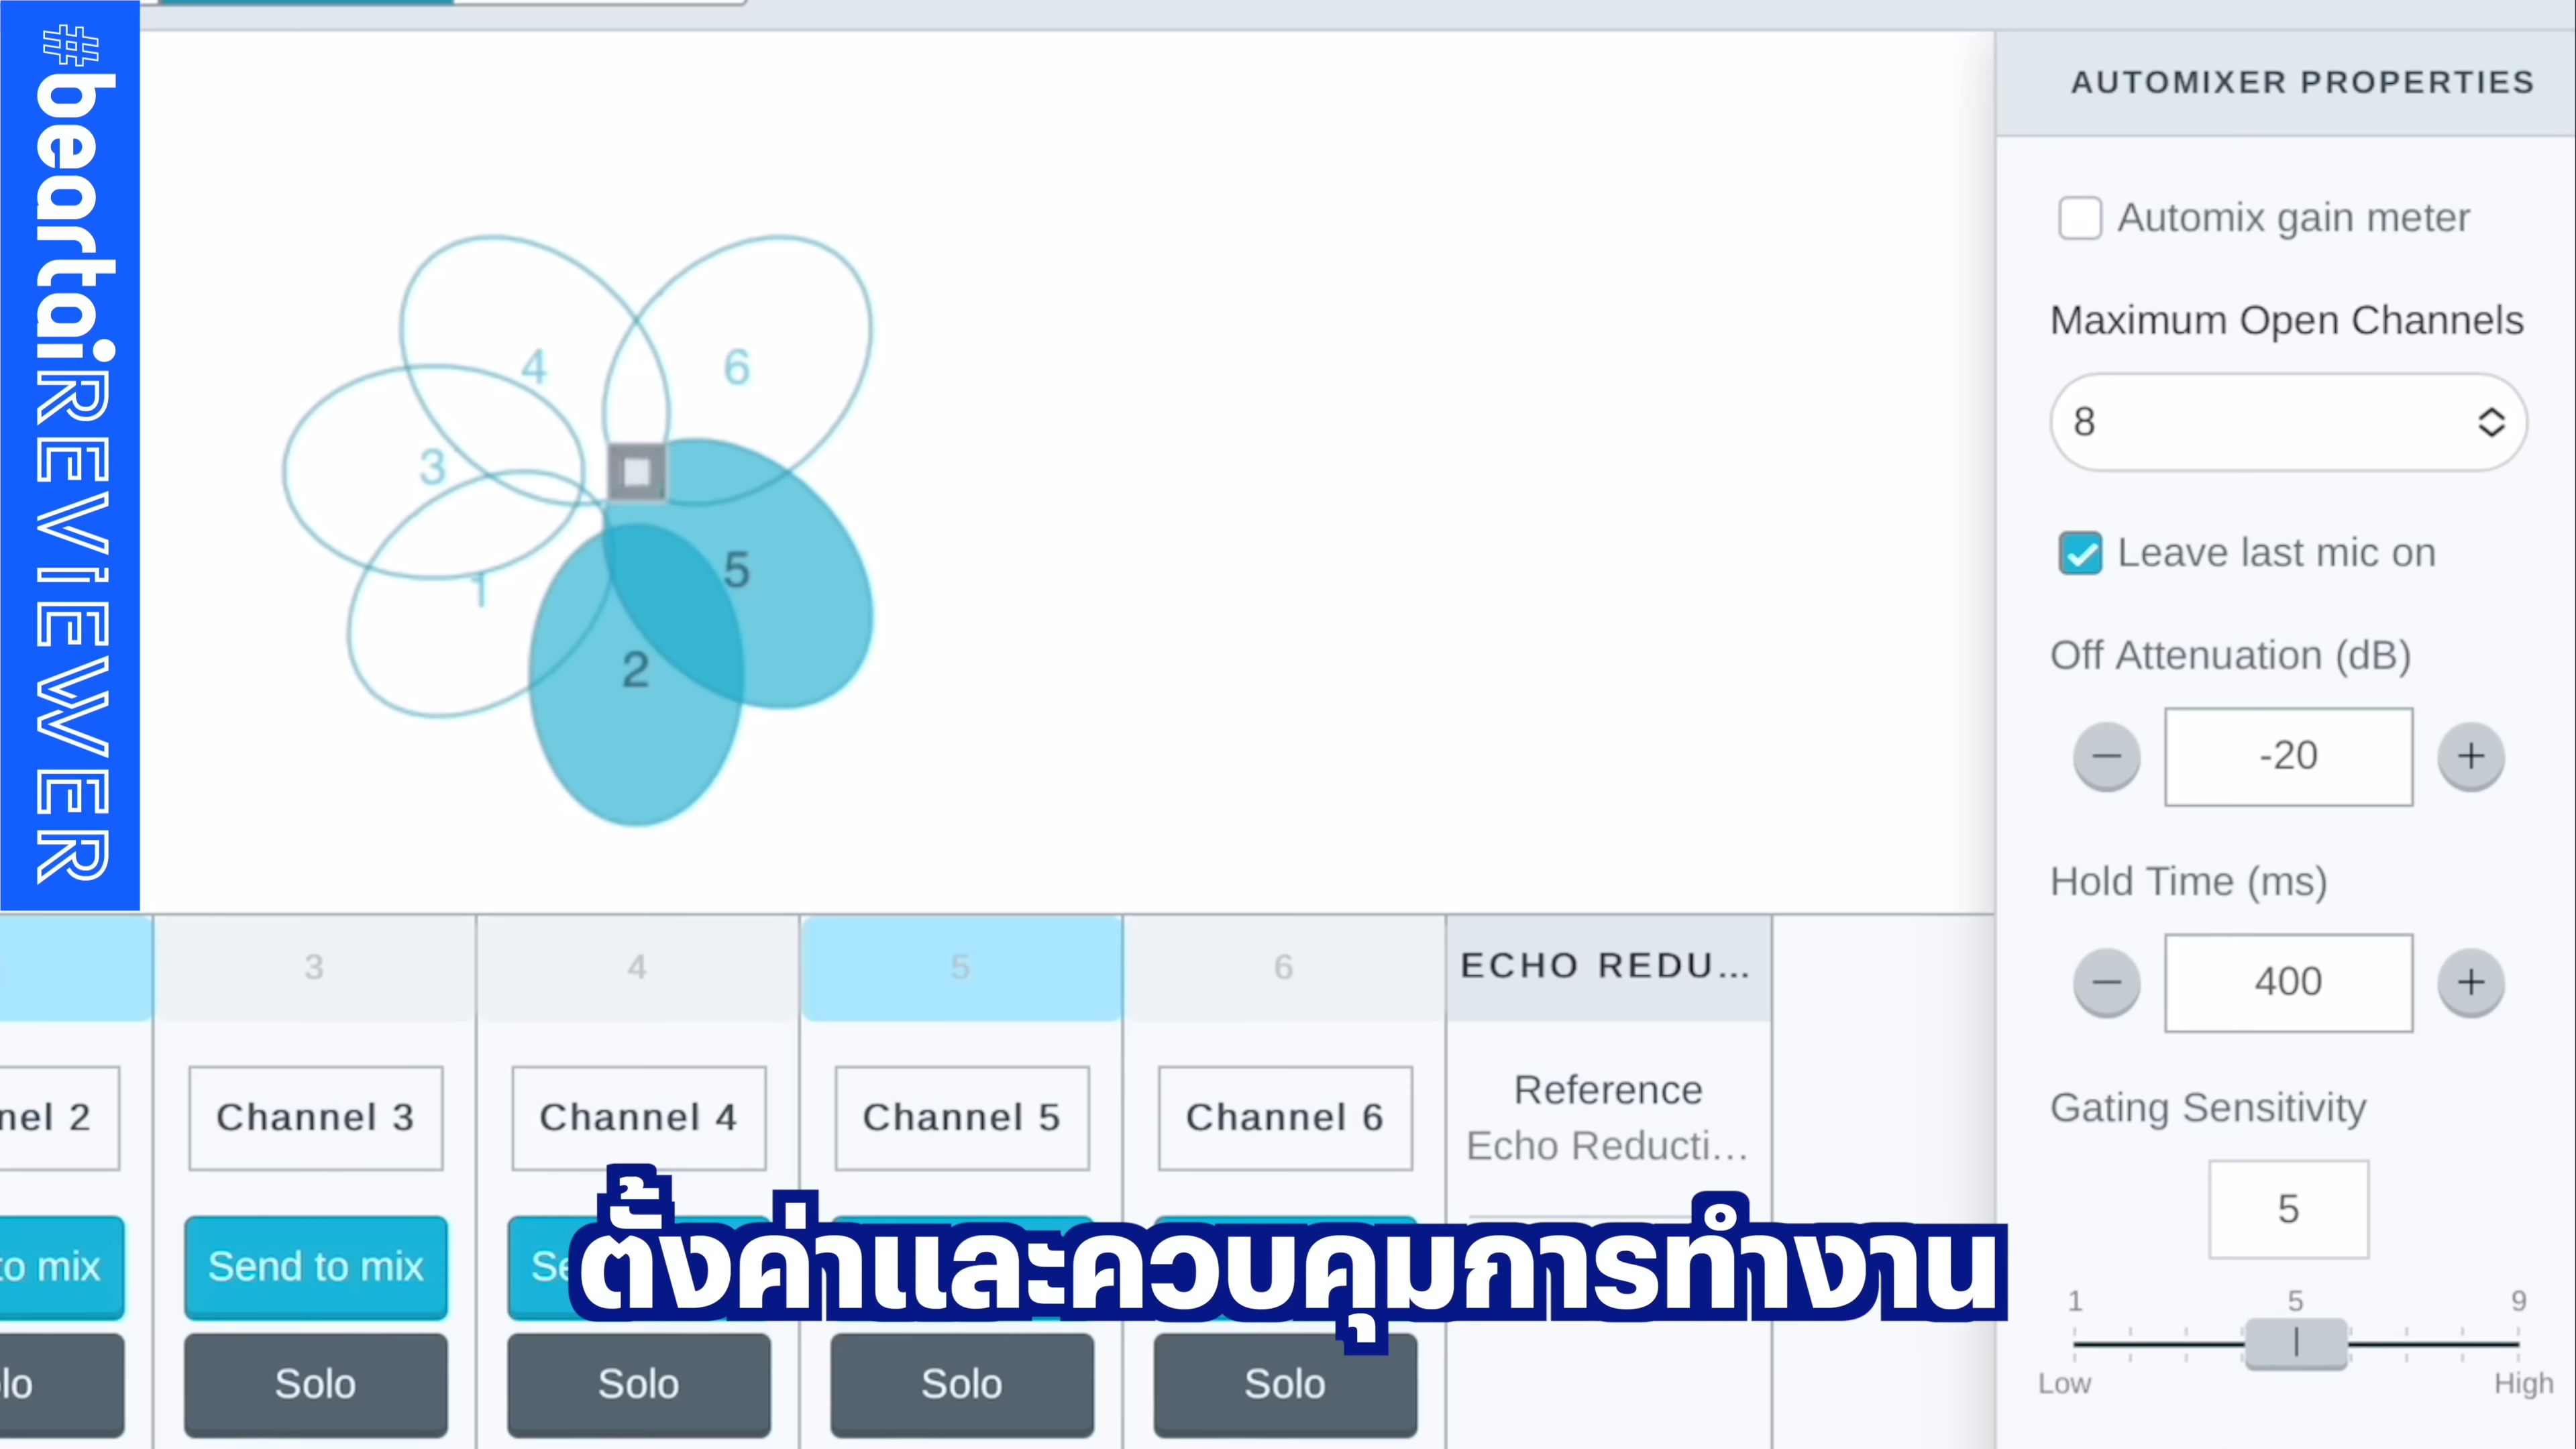 #beartai REVIEWER
AUTOMIXER PROPERTIES
Automix gain meter
Maximum Open Channels
8
Leave last mic on
Off Attenuation (dB)
-20
Hold Time (ms)
400
Gating Sensitivity
5
1 5 9
Low High
4 6
3
5
1
2
3 4 5 6 ECHO REDU...
nel 2 Channel 3 Channel 4 Channel 5 Channel 6
Reference
Echo Reducti...
to mix Send to mix Se
ตั้งค่าและควบคุมการทำงาน
lo Solo Solo Solo Solo